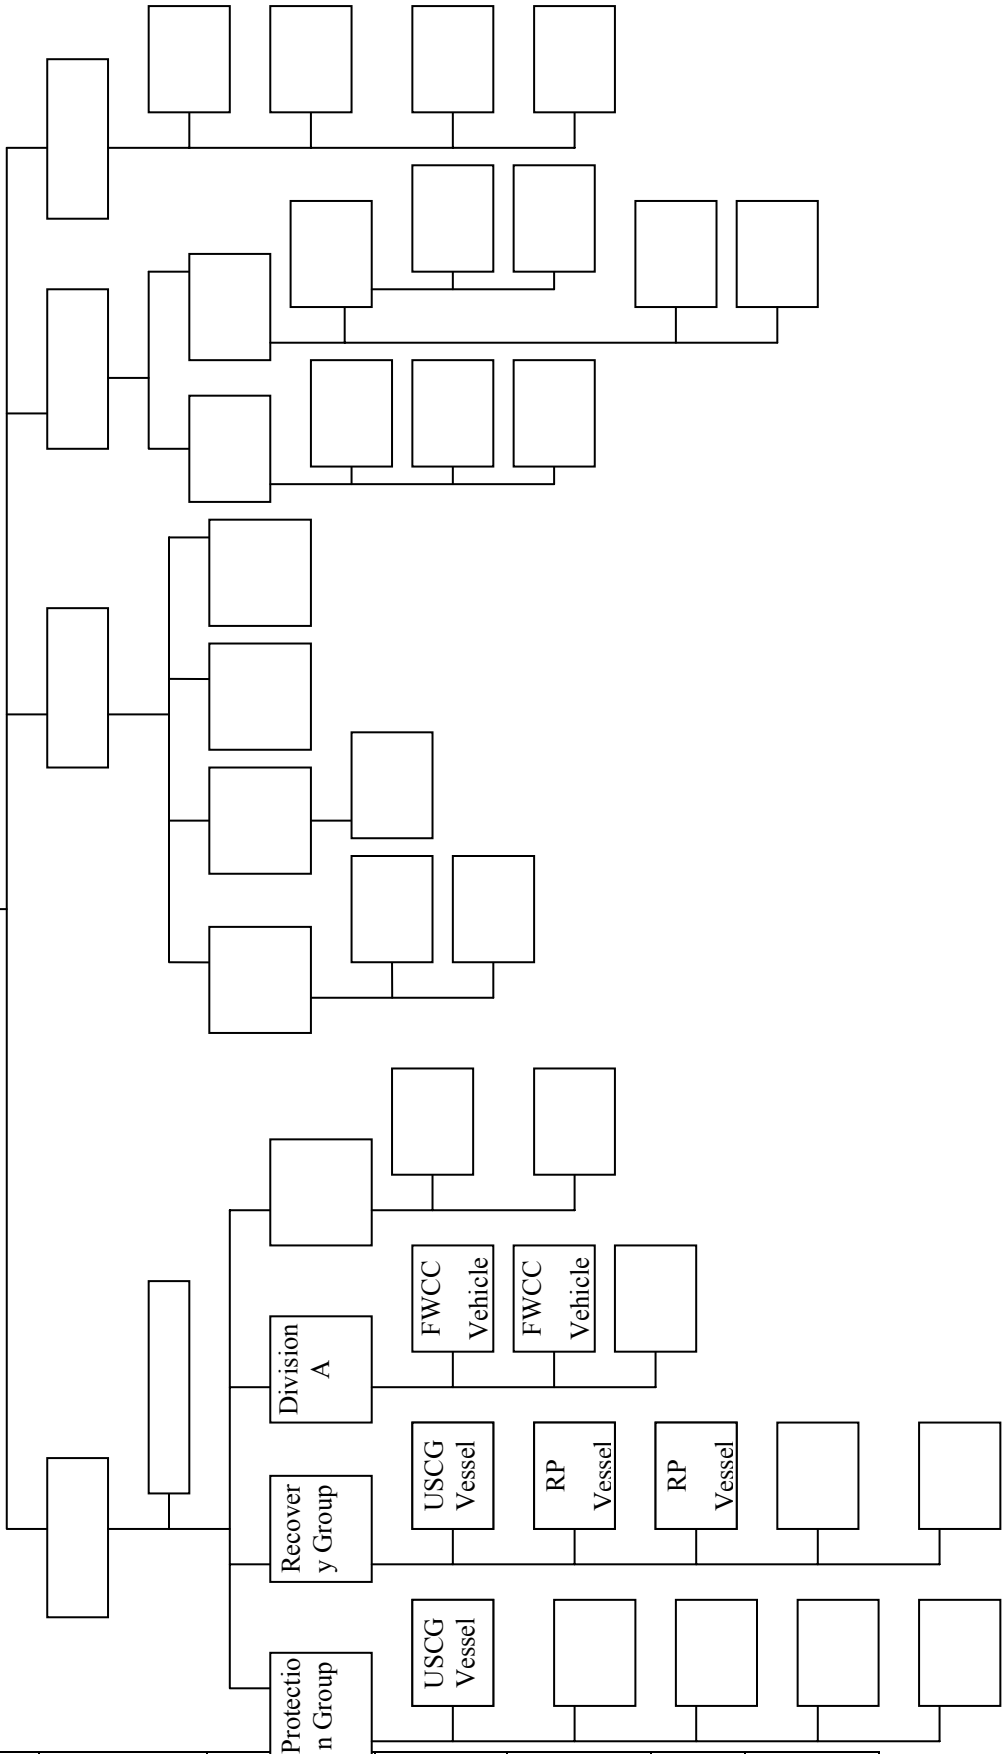 Protectio
n Group
USCG
Vessel
Recover
y Group
USCG
Vessel
RP
Vessel
RP
Vessel
Division
A
FWCC
Vehicle
FWCC
Vehicle